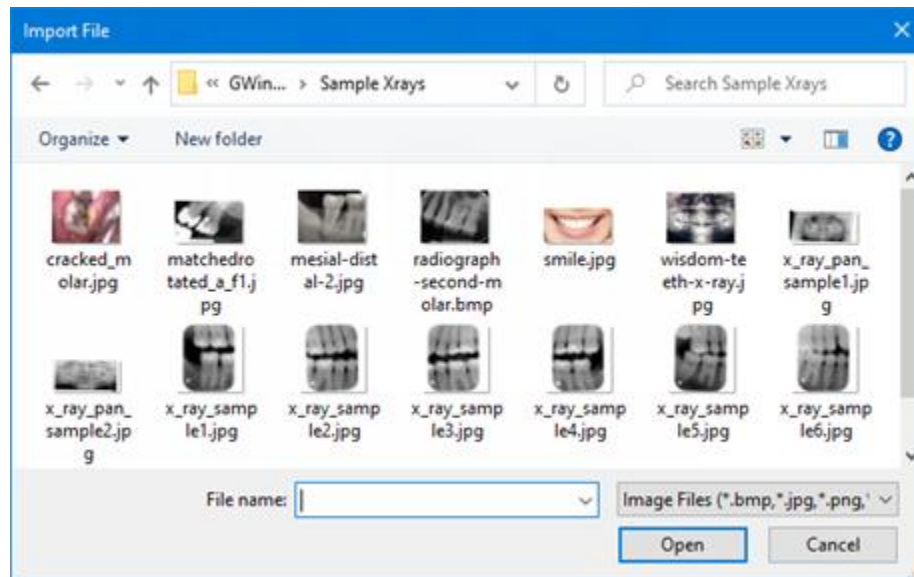 Import File
« GWin... > Sample Xrays
Search Sample Xrays
Organize
New folder
cracked_m
olar.jpg
matchedro
tated_a_f1.j
pg
mesial-dist
al-2.jpg
radiograph
-second-m
olar.bmp
smile.jpg
wisdom-te
eth-x-ray.j
pg
x_ray_pan_
sample1.jp
g
x_ray_pan_
sample2.jp
g
x_ray_samp
le1.jpg
x_ray_samp
le2.jpg
x_ray_samp
le3.jpg
x_ray_samp
le4.jpg
x_ray_samp
le5.jpg
x_ray_samp
le6.jpg
File name:
Image Files (*.bmp,*.jpg,*.png,*
Open
Cancel